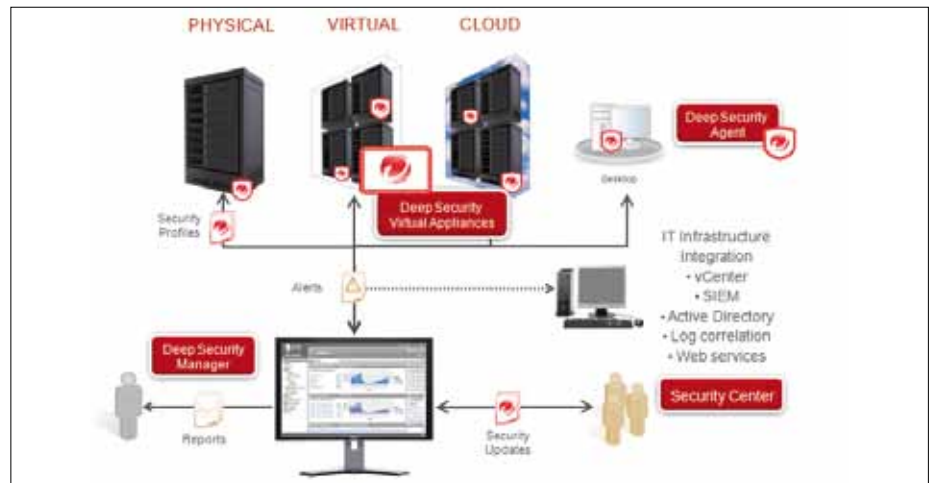 PHYSICAL
VIRTUAL
CLOUD
Deep Security
Agent
Desktop
Deep Security
Virtual Appliances
Security
Profiles
IT Infrastructure
Integration
• vCenter
• SIEM
• Active Directory
• Log correlation
• Web services
Alerts
Deep Security
Manager
Security Center
Reports
Security
Updates